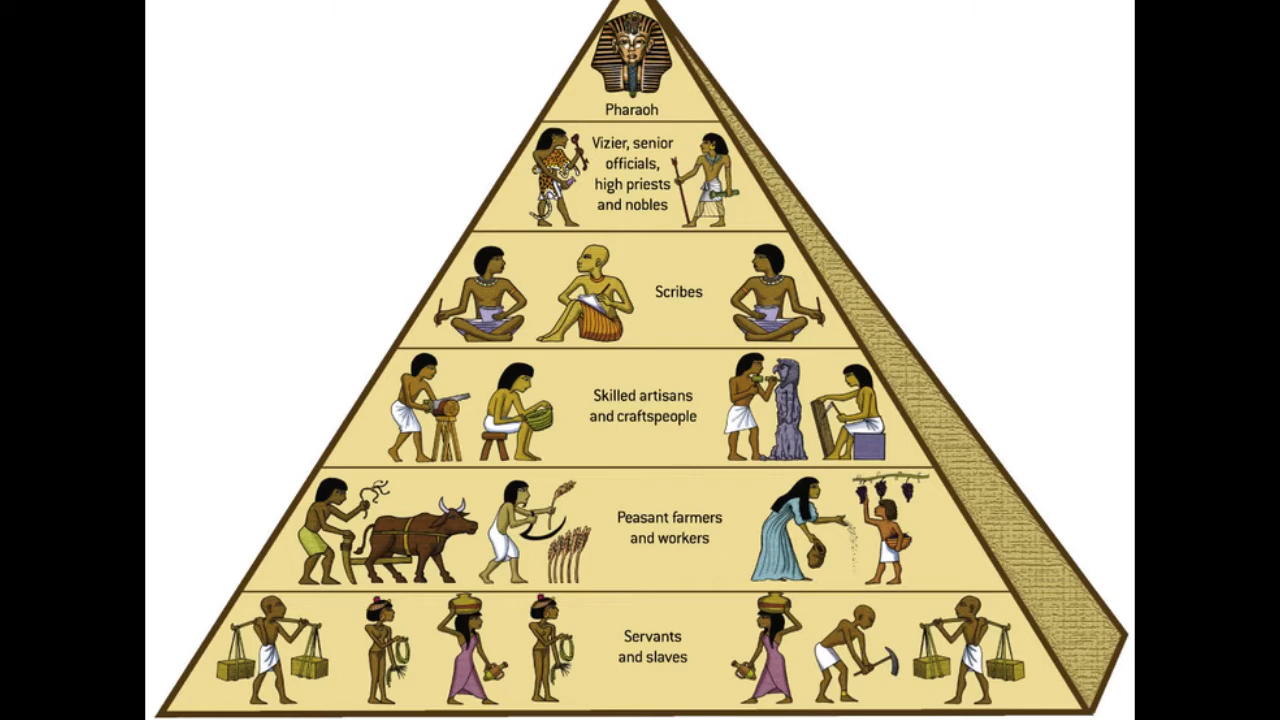 Pharaoh
Vizier, senior
officials,
high priests
and nobles
Scribes
Skilled artisans
and craftspeople
Peasant farmers
and workers
Servants
and slaves